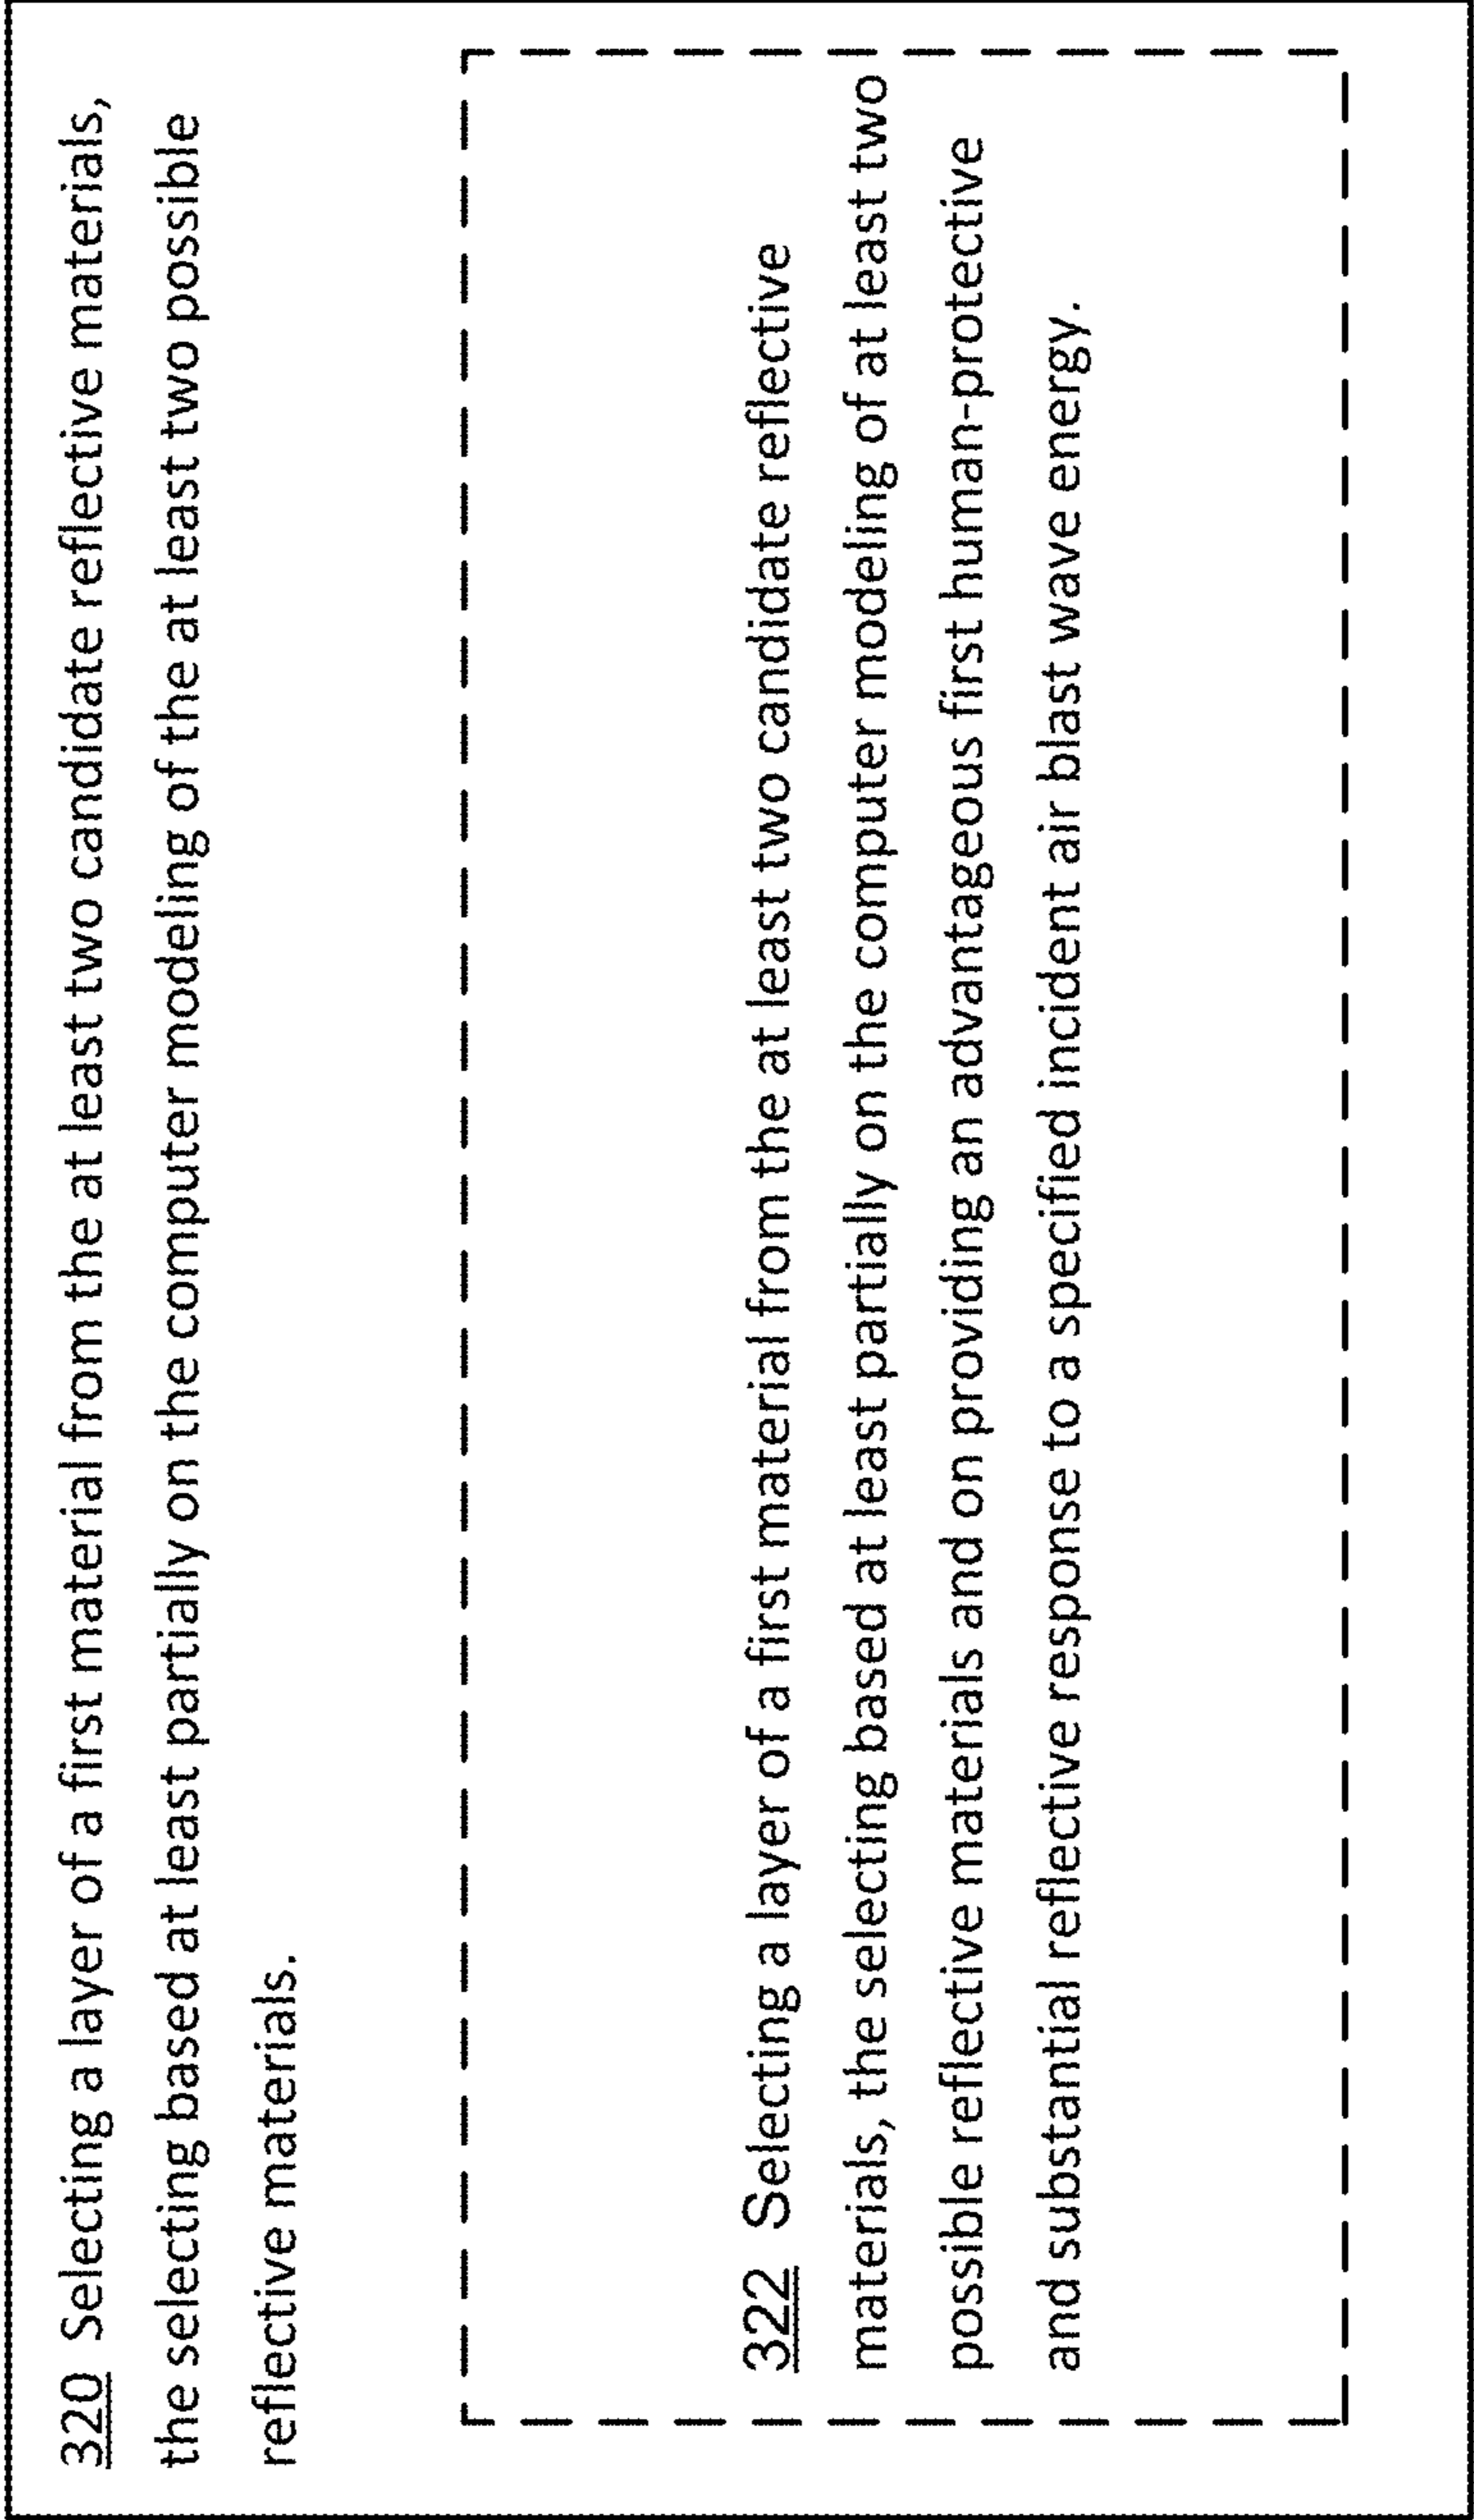 320 Selecting a layer of a first material from the at least two candidate reflective materials,
the selecting based at least partially on the computer modeling of the at least two possible
reflective materials.
322 Selecting a layer of a first material from the at least two candidate reflective
materials, the selecting based at least partially on the computer modeling of at least two
possible reflective materials and on providing an advantageous first human-protective
and substantial reflective response to a specified incident air blast wave energy.